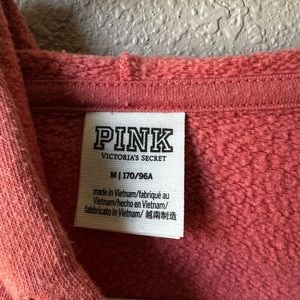 PINK
VICTORIA'S SECRET
M | 170/96A
made in Vietnam/fabriqué au
Vietnam/hecho en Vietnam/
fabbricato in Vietnam/ 越南制造